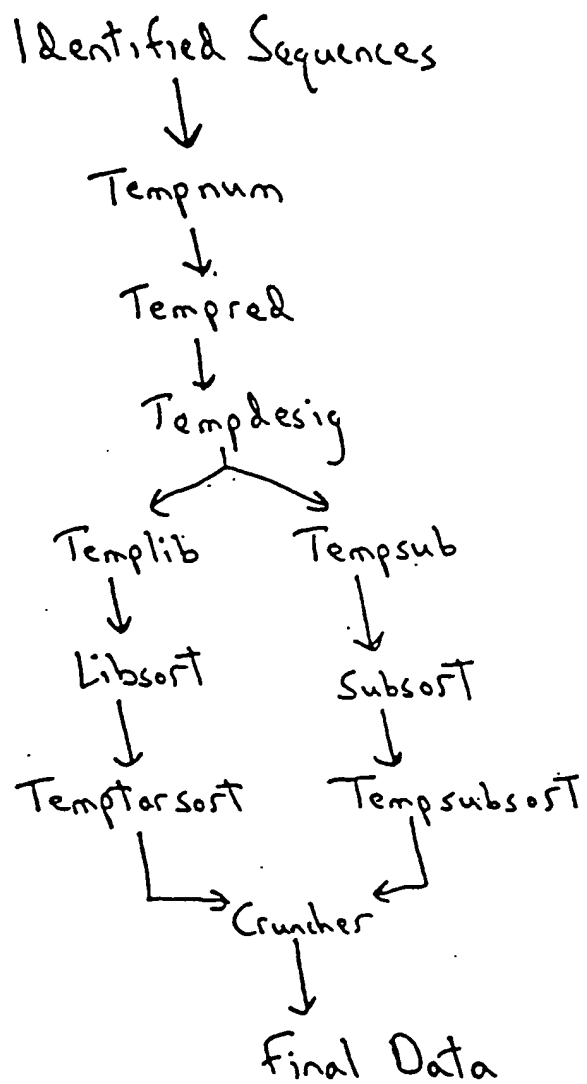 Identified Sequences
Tempnum
Tempred
Tempdesig
Templib Tempsub
Libsort Subsort
Temptarsort Tempsubsort
Cruncher
Final Data